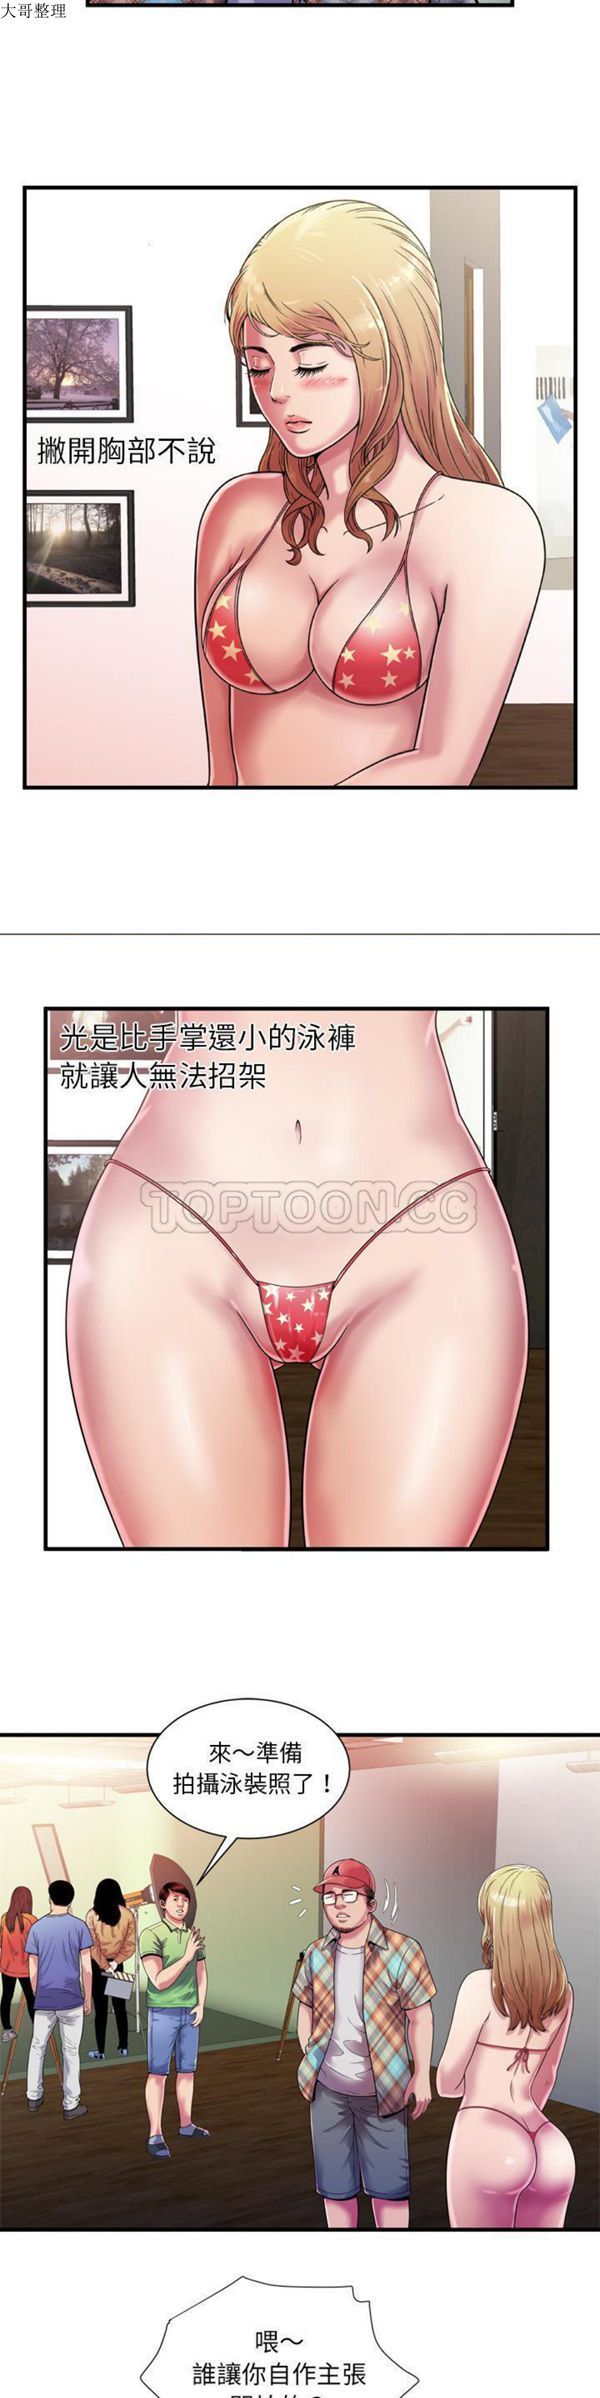 大哥整理
撇開胸部不說
光是比手掌還小的泳褲
就讓人無法招架
TOPTOON.CC
來～準備
拍攝泳裝照了！
喂～
誰讓你自作主張